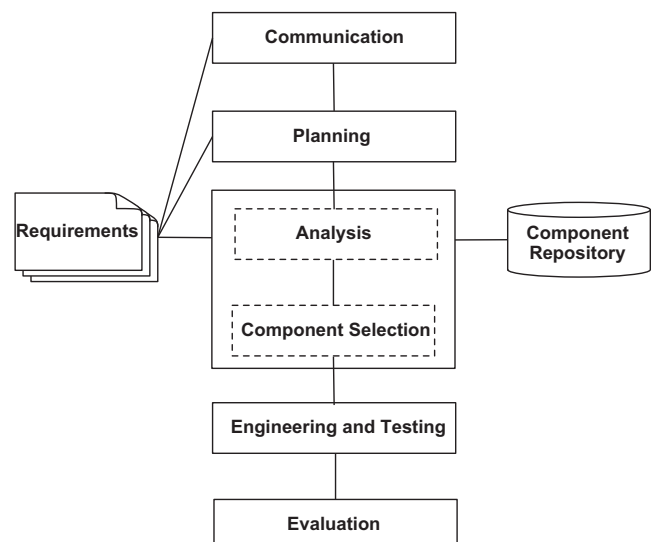 Communication
Planning
Requirements
Analysis
Component
Repository
Component Selection
Engineering and Testing
Evaluation